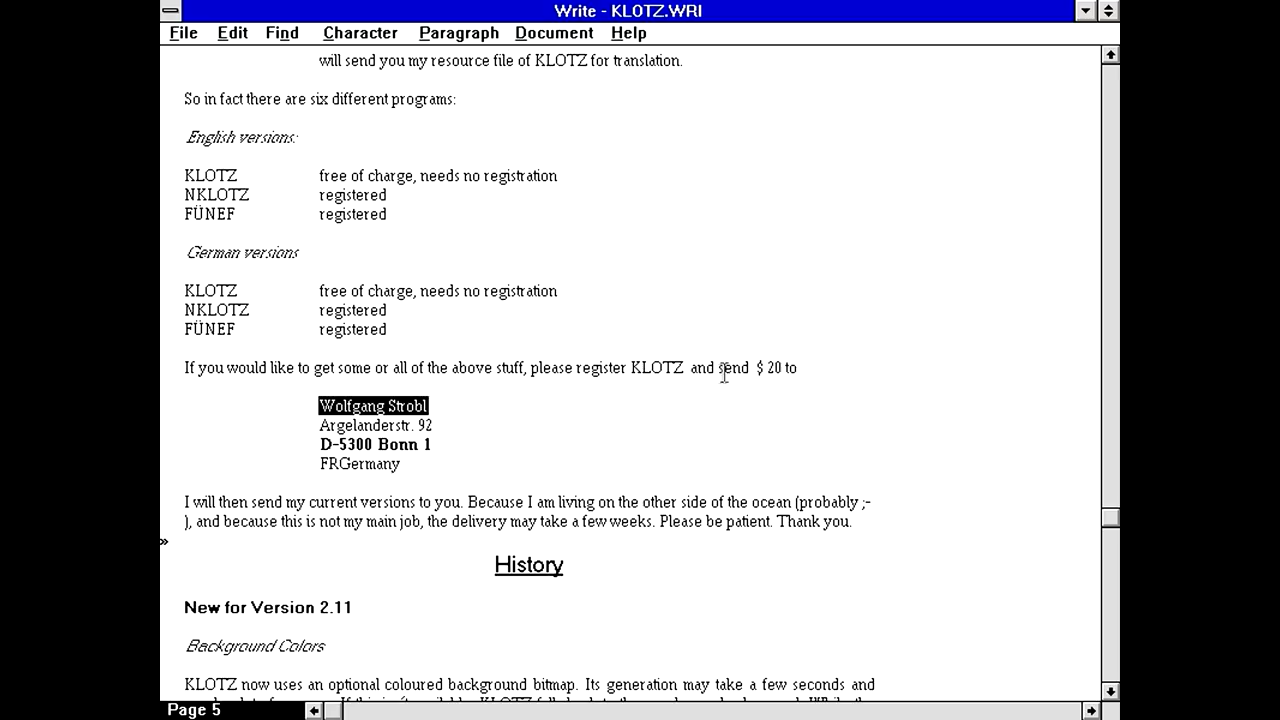 Write - KLOTZ.WRI
File Edit Find Character Paragraph Document Help
will send you my resource file of KLOTZ for translation.
So in fact there are six different programs:
English versions:
KLOTZ free of charge, needs no registration
NKLOTZ registered
FÜNEF registered
German versions
KLOTZ free of charge, needs no registration
NKLOTZ registered
FÜNEF registered
If you would like to get some or all of the above stuff, please register KLOTZ and send $ 20 to
Wolfgang Strobl
Argelanderstr. 92
D-5300 Bonn 1
FRGermany
I will then send my current versions to you. Because I am living on the other side of the ocean (probably ;-
), and because this is not my main job, the delivery may take a few weeks. Please be patient. Thank you.
»
History
New for Version 2.11
Background Colors
KLOTZ now uses an optional coloured background bitmap. Its generation may take a few seconds and
Page 5